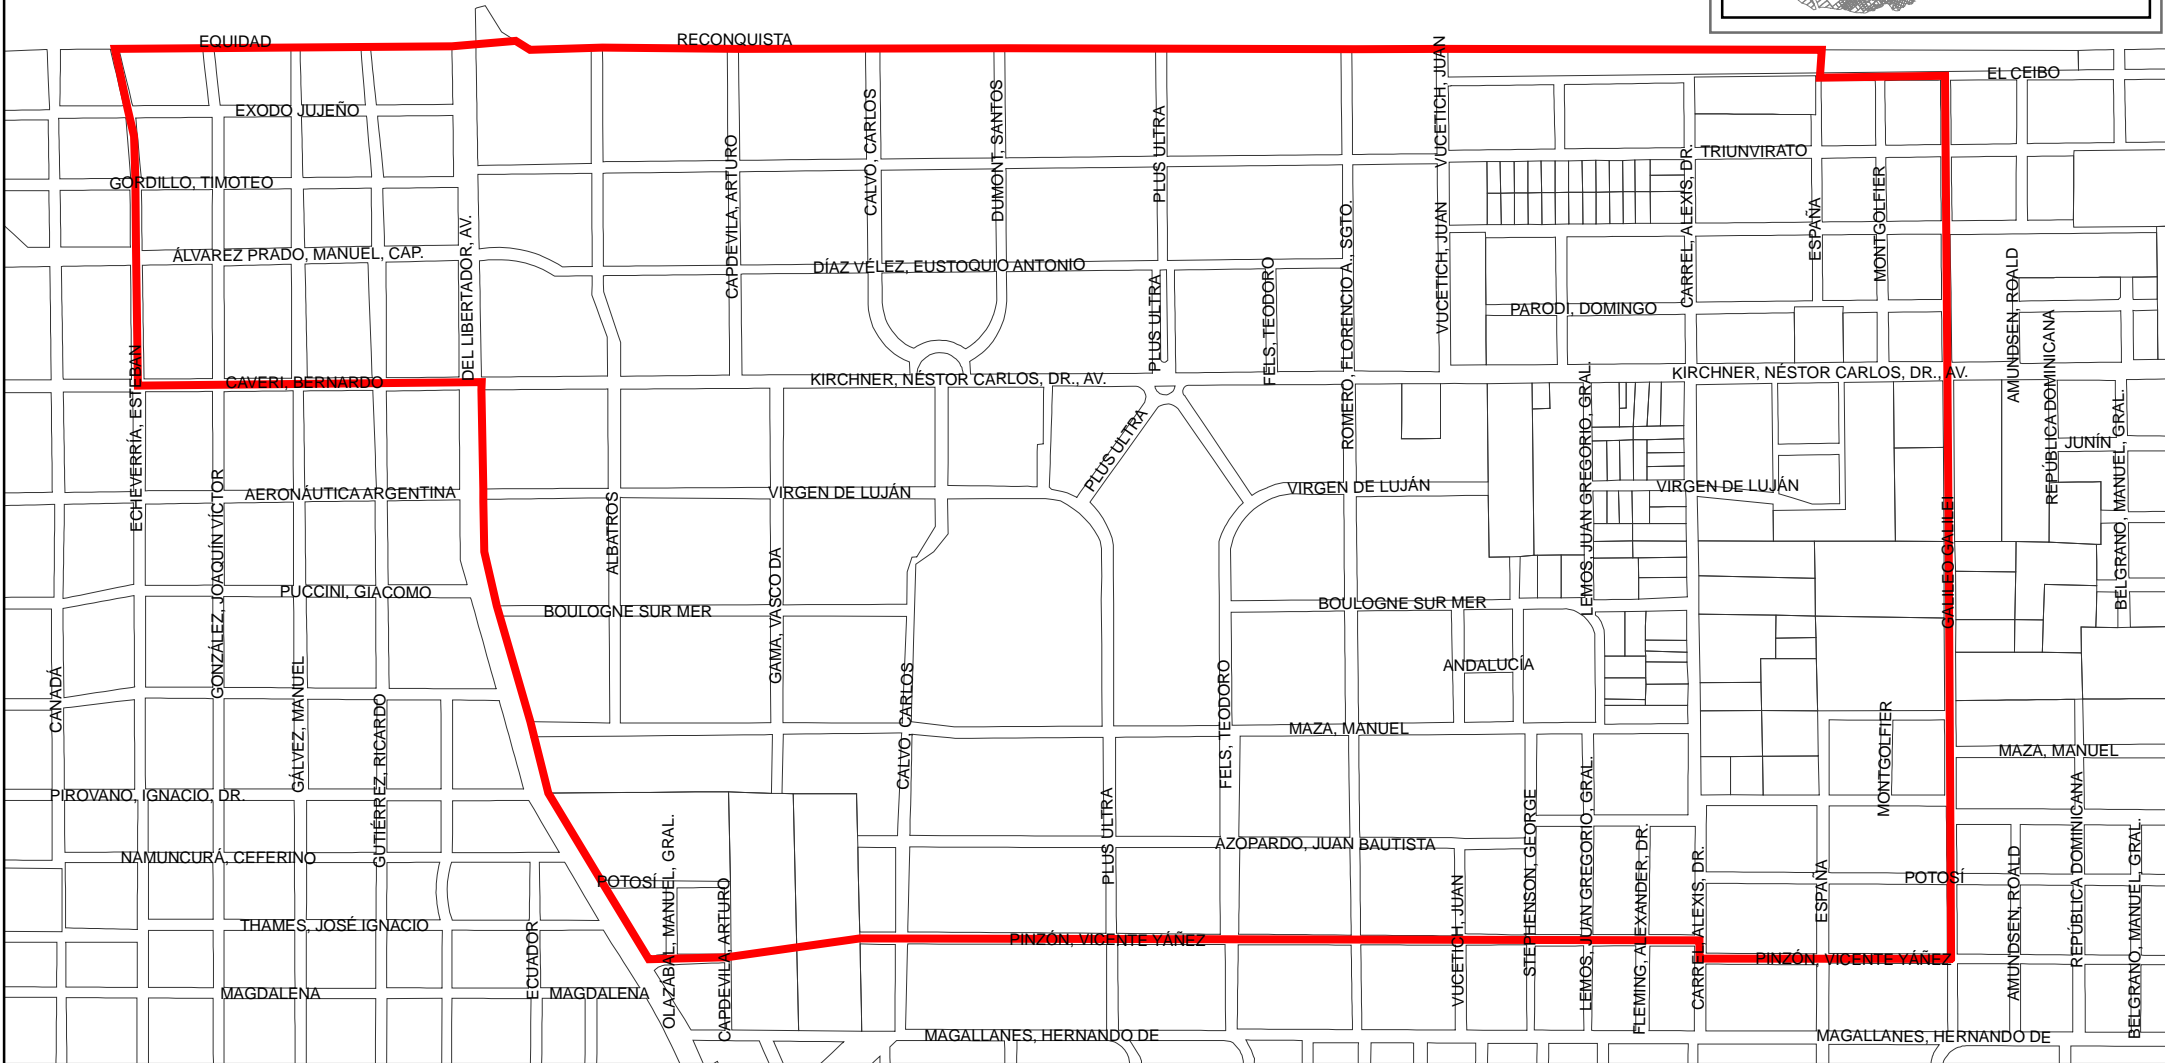 EQUIDAD
RECONQUISTA
EL CEIBO
EXODO JUJEÑO
GORDILLO, TIMOTEO
ÁLVAREZ PRADO, MANUEL, CAP.
DEL LIBERTADOR, AV.
CAPDEVILA, ARTURO
CALVO, CARLOS
DUMONT, SANTOS
PLUS ULTRA
VUCETICH, JUAN
TRIUNVIRATO
CARREL, ALEXIS, DR.
ESPAÑA
MONTGOLFIER
DÍAZ VÉLEZ, EUSTOQUIO ANTONIO
PLUS ULTRA
FELS, TEODORO
ROMERO, FLORENCIO A., SGTO.
VUCETICH, JUAN
PARODI, DOMINGO
AMUNDSEN, ROALD
REPÚBLICA DOMINICANA
ECHEVERRÍA, ESTEBAN
CAVERI, BERNARDO
KIRCHNER, NÉSTOR CARLOS, DR., AV.
KIRCHNER, NÉSTOR CARLOS, DR., AV.
PLUS ULTRA
LEMOS, JUAN GREGORIO, GRAL.
JUNÍN
BELGRANO, MANUEL, GRAL.
GONZÁLEZ, JOAQUÍN VÍCTOR
AERONÁUTICA ARGENTINA
ALBATROS
VIRGEN DE LUJÁN
VIRGEN DE LUJÁN
VIRGEN DE LUJÁN
GALILEO GALILEI
PUCCINI, GIACOMO
BOULOGNE SUR MER
GAMA, VASCO DA
BOULOGNE SUR MER
CANADÁ
GÁLVEZ, MANUEL
GUTIÉRREZ, RICARDO
CALVO, CARLOS
FELS, TEODORO
ANDALUCÍA
MAZA, MANUEL
MONTGOLFIER
MAZA, MANUEL
PIROVANO, IGNACIO, DR.
NAMUNCURÁ, CEFERINO
POTOSÍ
OLAZÁBAL, MANUEL, GRAL.
CAPDEVILA, ARTURO
PLUS ULTRA
AZOPARDO, JUAN BAUTISTA
STEPHENSON, GEORGE
LEMOS, JUAN GREGORIO, GRAL.
FLEMING, ALEXANDER, DR.
CARREL, ALEXIS, DR.
ESPAÑA
POTOSÍ
AMUNDSEN, ROALD
REPÚBLICA DOMINICANA
BELGRANO, MANUEL, GRAL.
THAMES, JOSÉ IGNACIO
ECUADOR
PINZÓN, VICENTE YÁÑEZ
VUCETICH, JUAN
PINZÓN, VICENTE YÁÑEZ
MAGDALENA
MAGDALENA
MAGALLANES, HERNANDO DE
MAGALLANES, HERNANDO DE